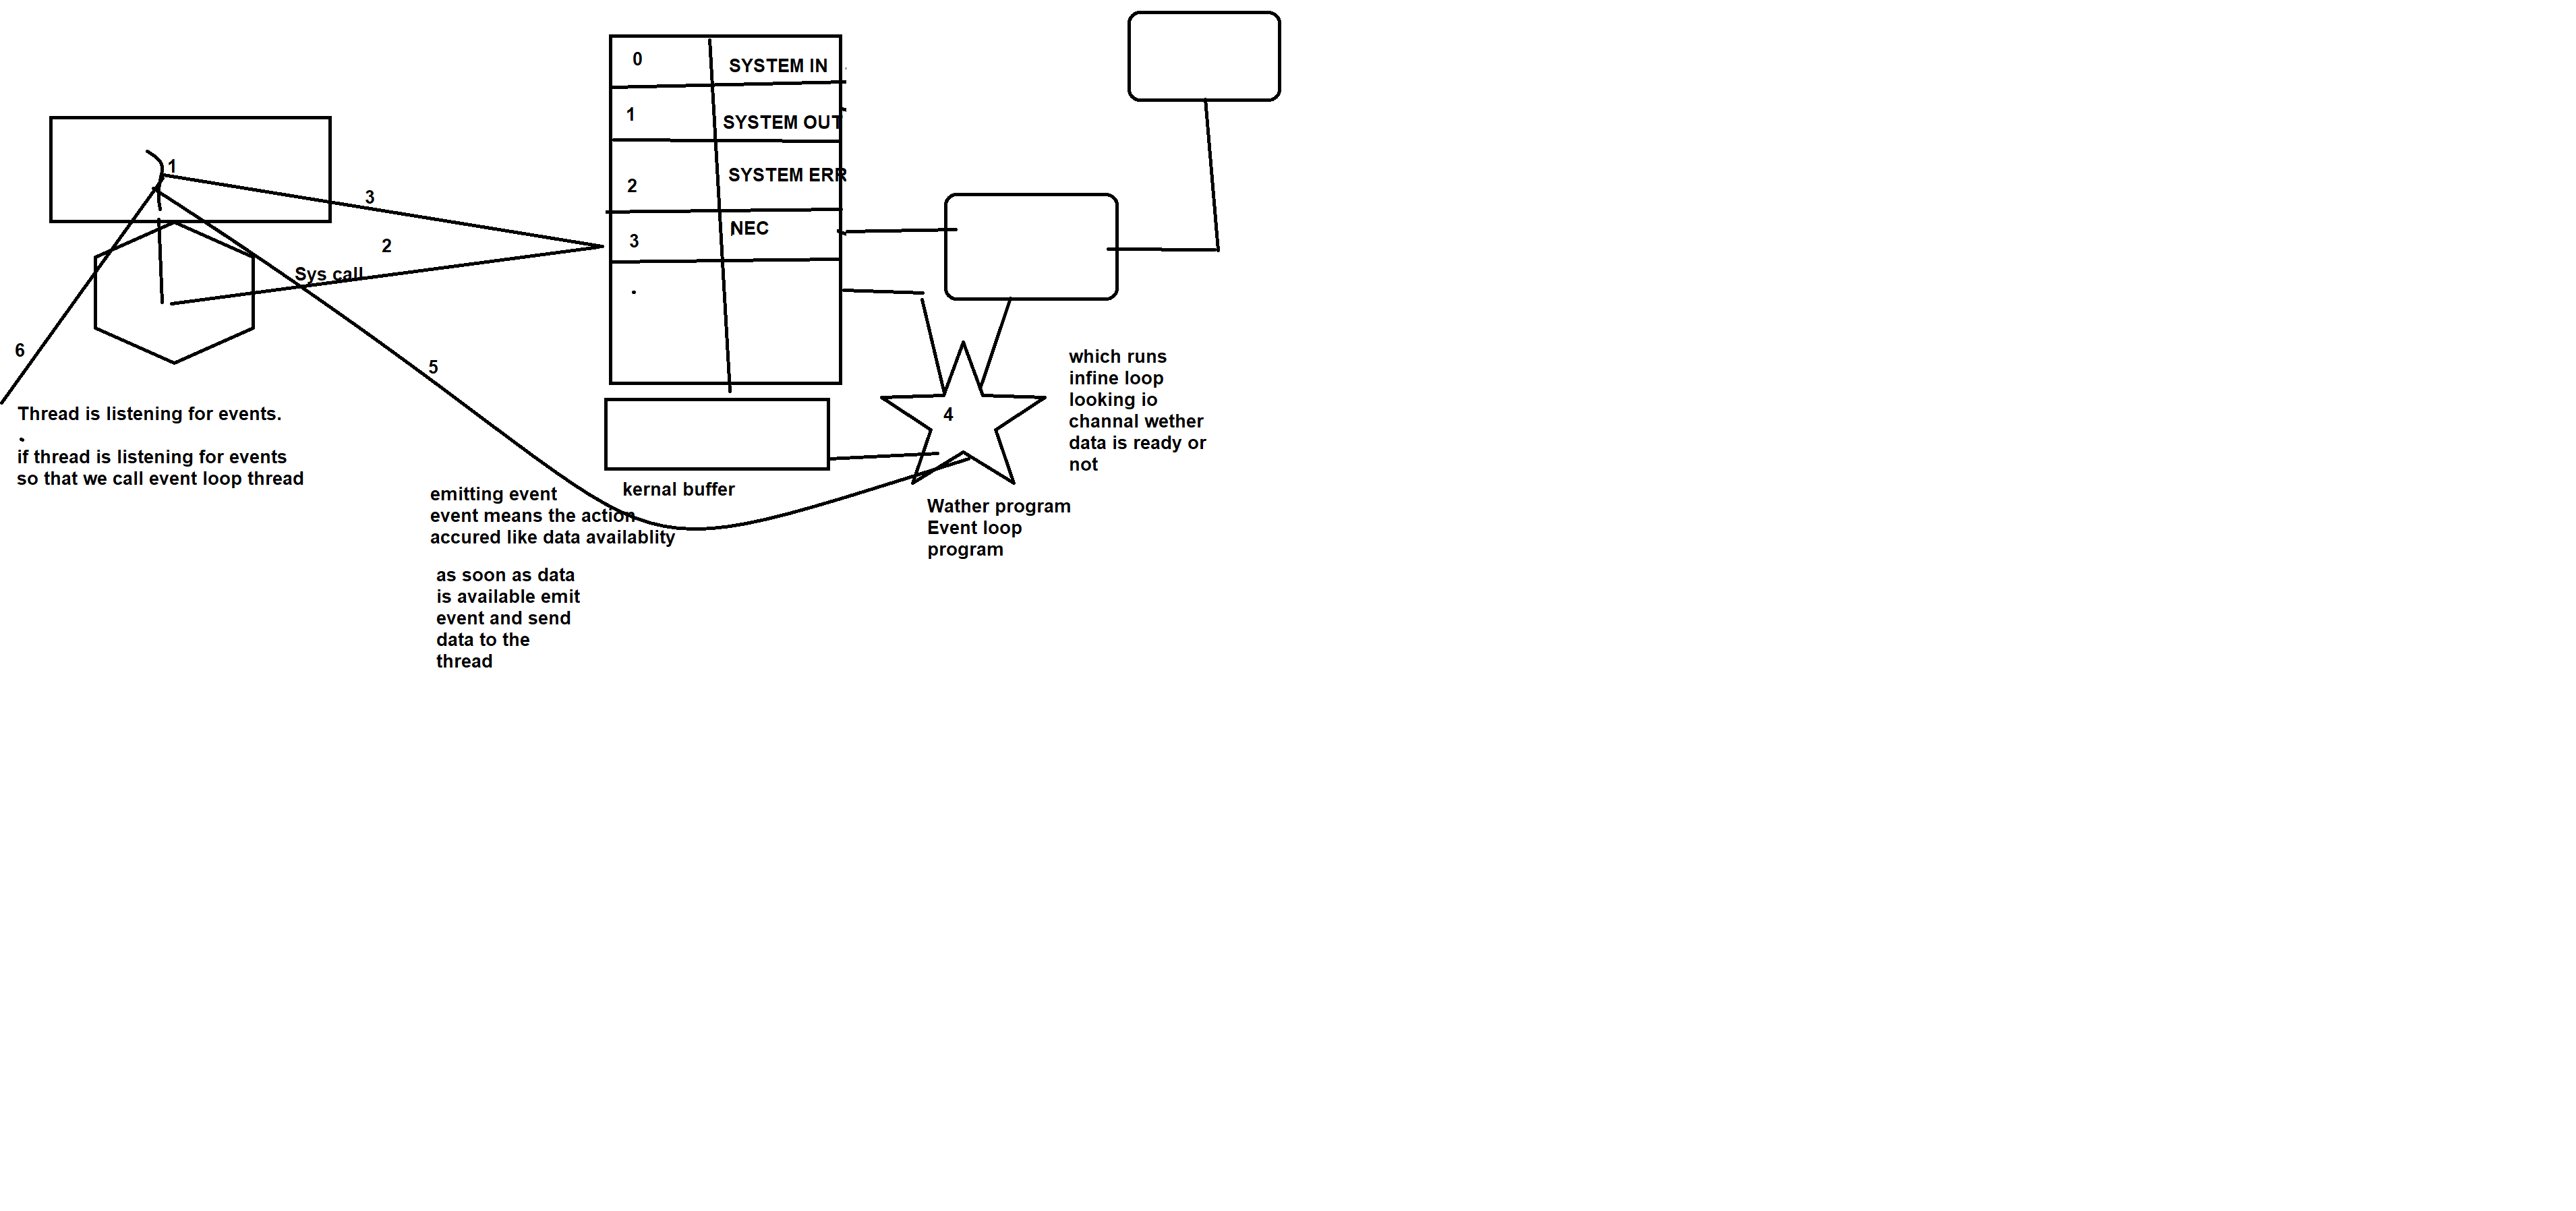 0
SYSTEM IN
1
SYSTEM OUT
2
SYSTEM ERR
3
NEC
.
1
3
2
Sys call
6
5
Thread is listening for events.
.
if thread is listening for events
so that we call event loop thread
4
which runs
infine loop
looking io
channal wether
data is ready or
not
kernal buffer
Wather program
Event loop
program
emitting event
event means the action
accured like data availablity
as soon as data
is available emit
event and send
data to the
thread